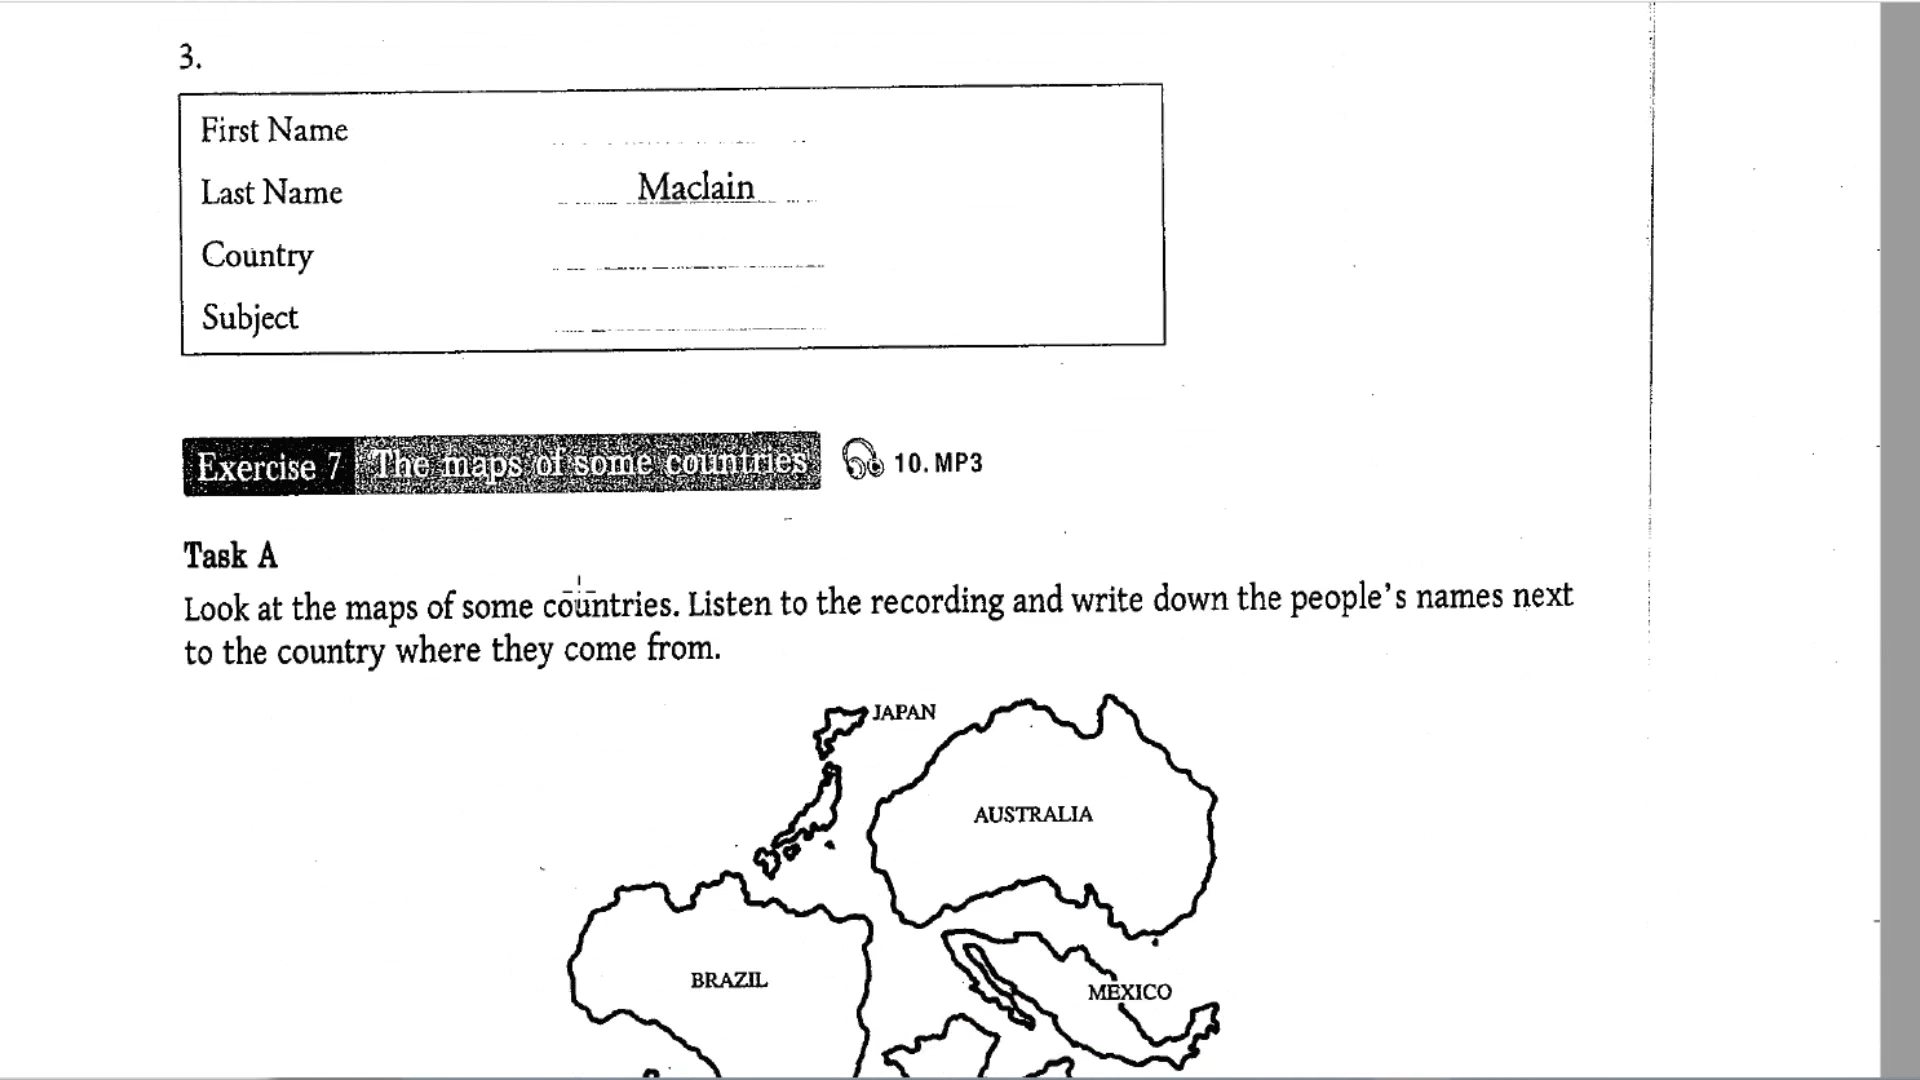 3.
First Name
Last Name Maclain
Country
Subject
Exercise 7 The maps of some countries 10. MP3
Task A
Look at the maps of some countries. Listen to the recording and write down the people's names next
to the country where they come from.
JAPAN
AUSTRALIA
BRAZIL
MEXICO